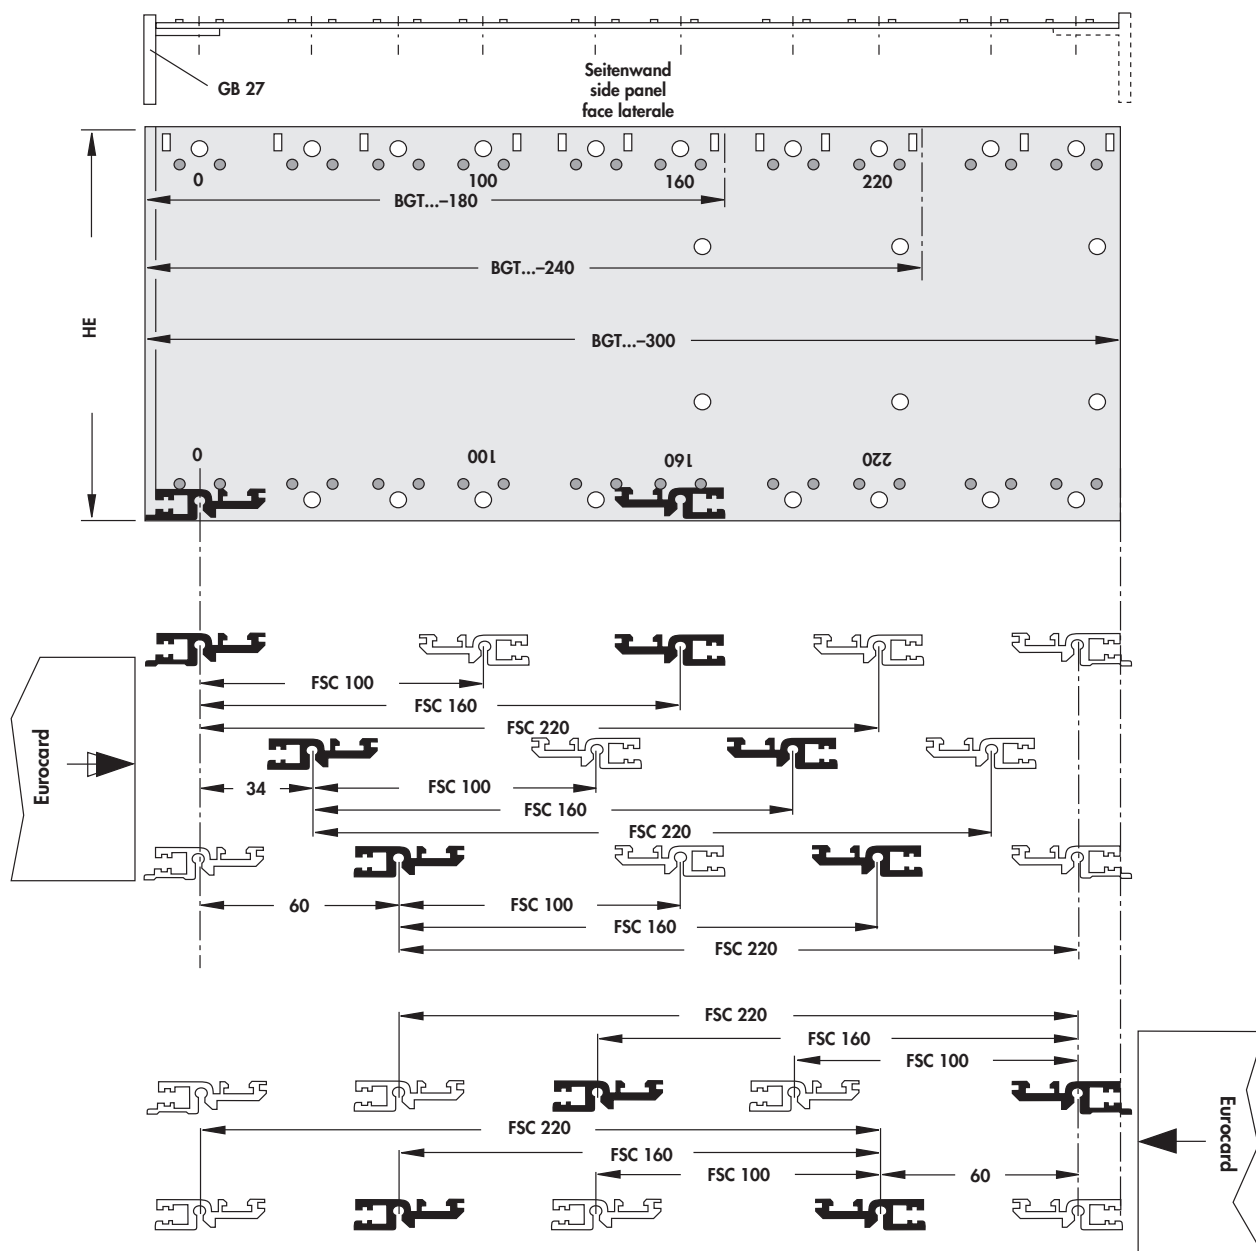 GB 27
Seitenwand
side panel
face laterale
0
100
160
220
BGT...–180
BGT...–240
HE
BGT...–300
0
100
160
220
FSC 100
FSC 160
FSC 220
Eurocard
34
FSC 100
FSC 160
FSC 220
60
FSC 100
FSC 160
FSC 220
FSC 220
FSC 160
FSC 100
Eurocard
FSC 220
FSC 160
FSC 100
60